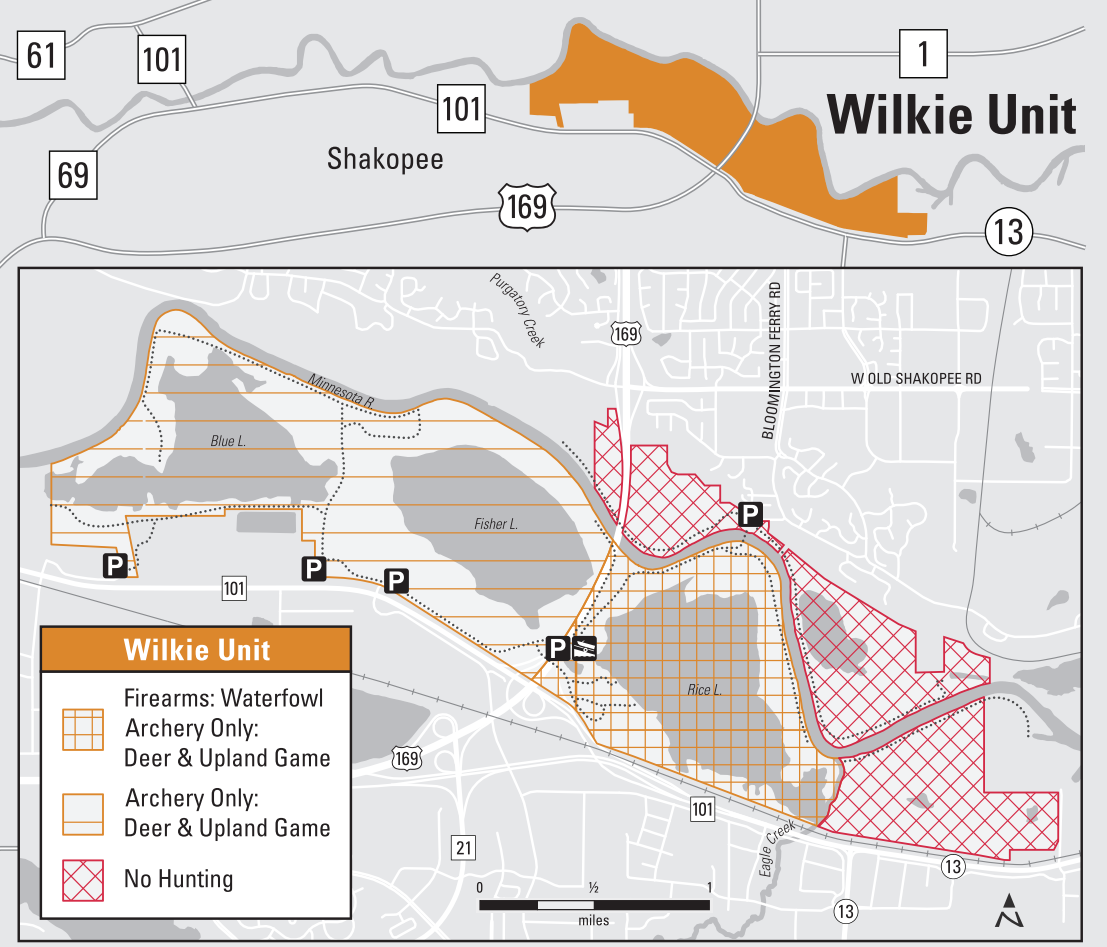 61
101
1
Wilkie Unit
101
Shakopee
69
169
13
Purgatory Creek
169
BLOOMINGTON FERRY RD
W OLD SHAKOPEE RD
Minnesota R.
Blue L.
P
Fisher L.
P
P
P
101
P
Rice L.
Wilkie Unit
Firearms: Waterfowl
Archery Only:
Deer & Upland Game
Archery Only:
Deer & Upland Game
No Hunting
169
101
21
Eagle Creek
13
13
0
½
1
miles
N